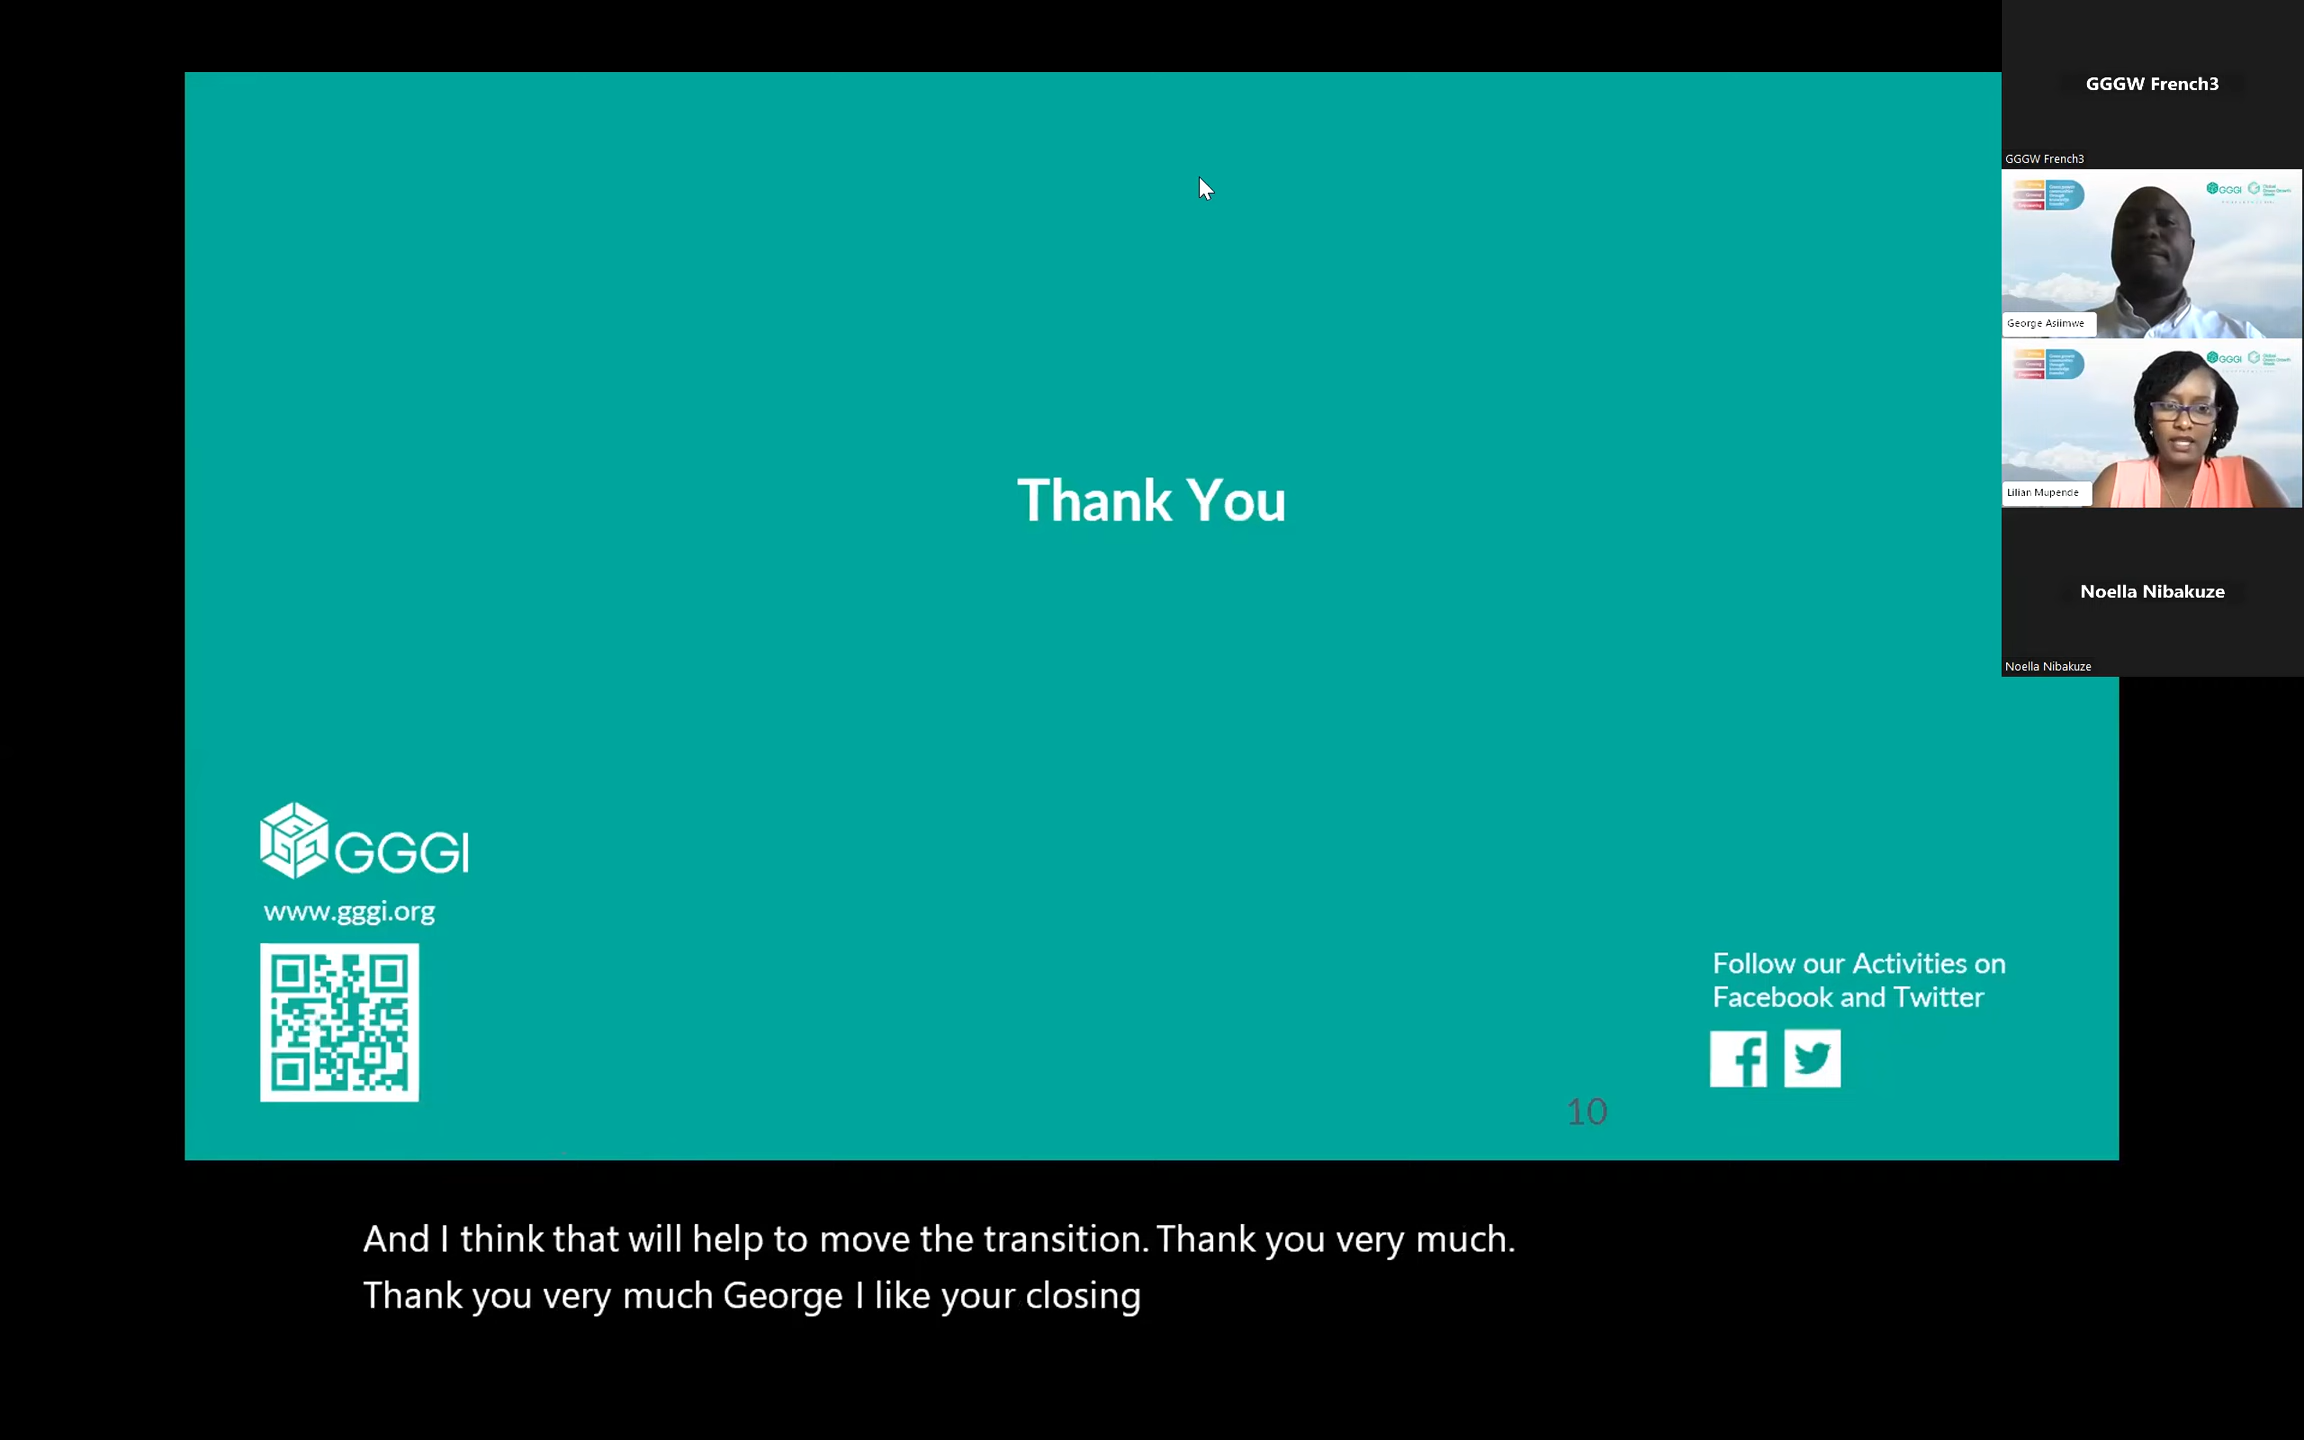 GGGW French3
GGGW French3
GGGI
George Asiimwe
GGGI
Lilian Mupende
Noella Nibakuze
Noella Nibakuze
Thank You
GGGI
www.gggi.org
Follow our Activities on
Facebook and Twitter
10
And I think that will help to move the transition. Thank you very much.
Thank you very much George I like your closing